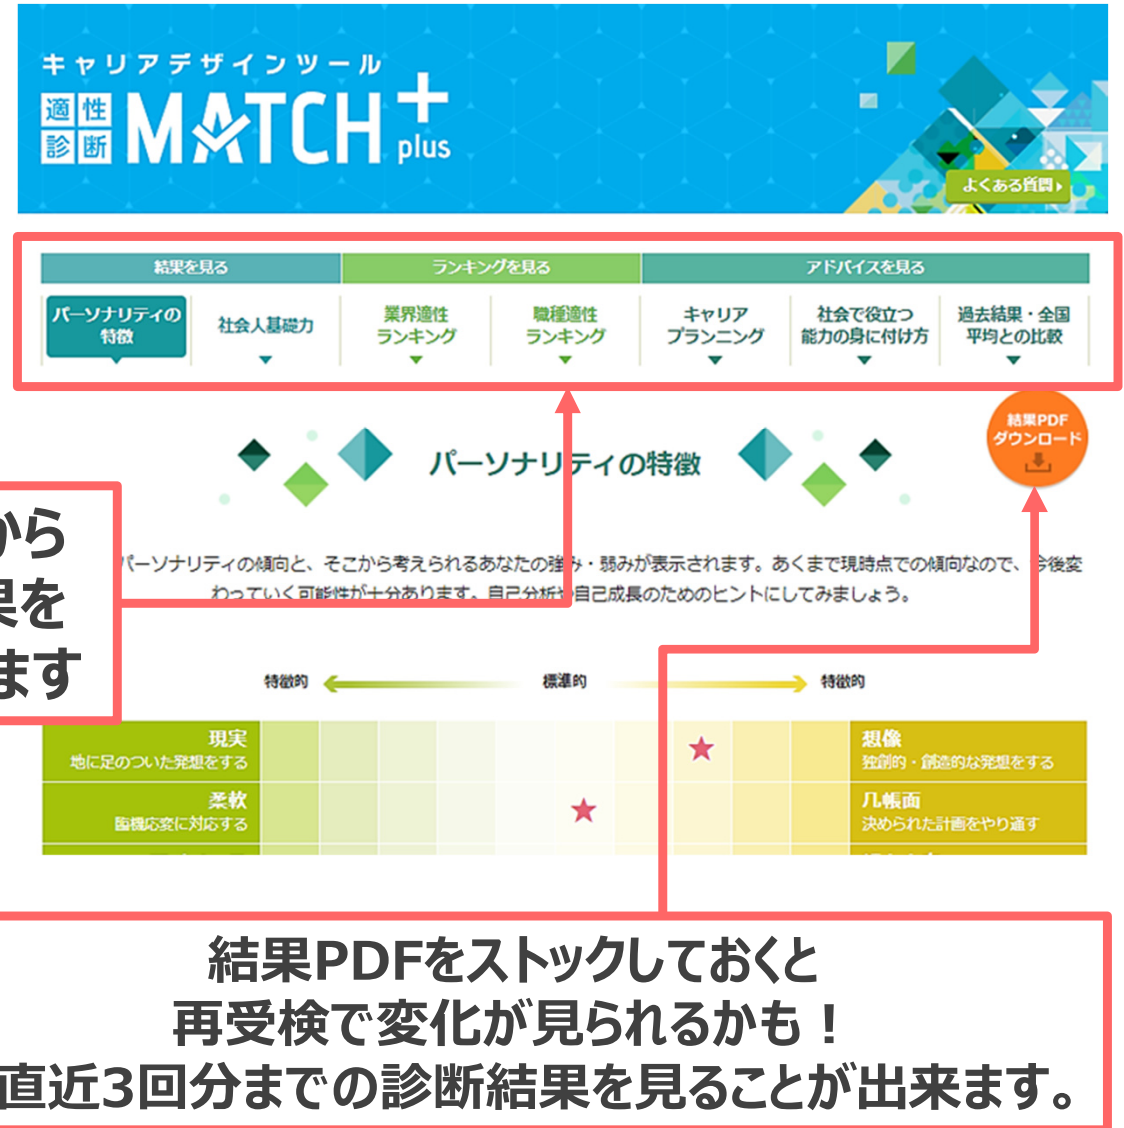 キャリアデザインツール
適性診断 MATCH plus
よくある質問
結果を見る ランキングを見る アドバイスを見る
パーソナリティの特徴 社会人基礎力 業界適性ランキング 職種適性ランキング キャリアプランニング 社会で役立つ能力の身に付け方 過去結果・全国平均との比較
結果PDF
ダウンロード
パーソナリティの特徴
から
果を
ます
パーソナリティの傾向と、そこから考えられるあなたの強み・弱みが表示されます。あくまで現時点での傾向なので、今後変
わっていく可能性が十分あります。自己分析や自己成長のためのヒントにしてみましょう。
特徴的 標準的 特徴的
現実 想像
地に足のついた発想をする 独創的・創造的な発想をする
柔軟 几帳面
臨機応変に対応する 決められた計画をやり通す
結果PDFをストックしておくと
再受検で変化が見られるかも！
直近3回分までの診断結果を見ることが出来ます。